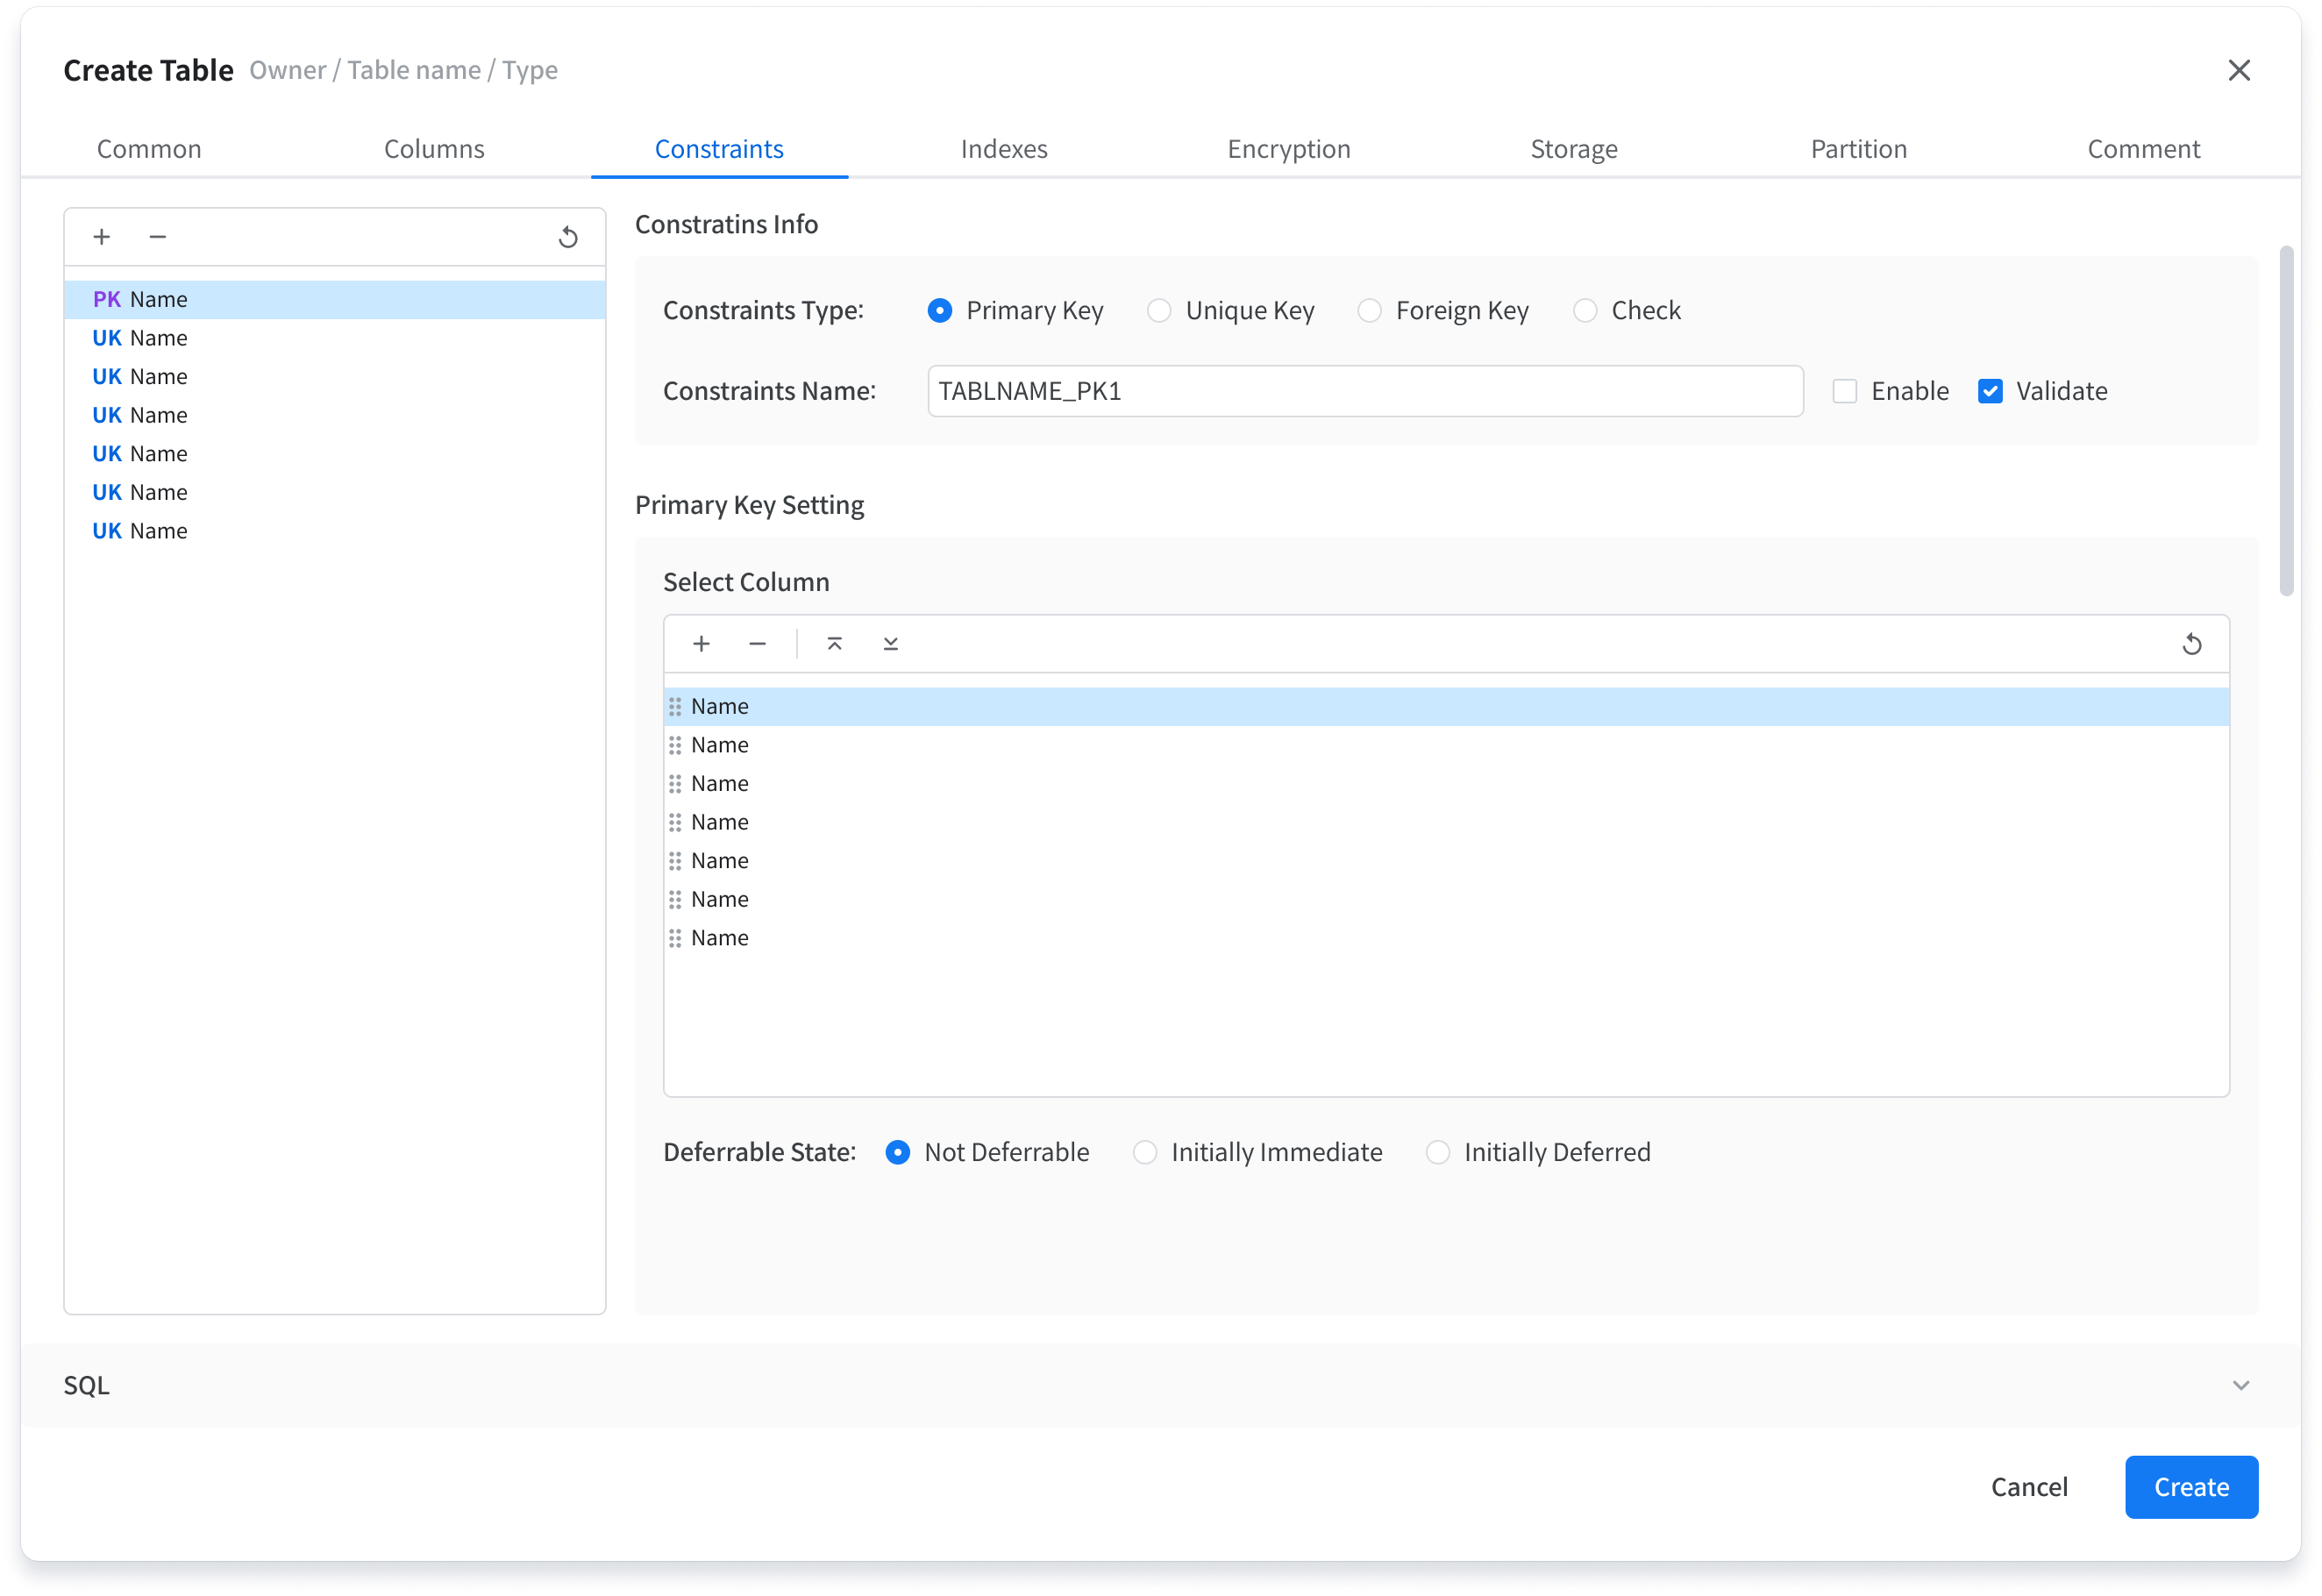 Create Table Owner / Table name / Type
Common Columns Constraints Indexes Encryption Storage Partition Comment
PK Name
UK Name
UK Name
UK Name
UK Name
UK Name
UK Name
Constratins Info
Constraints Type: Primary Key Unique Key Foreign Key Check
Constraints Name: TABLNAME_PK1 Enable Validate
Primary Key Setting
Select Column
Name
Name
Name
Name
Name
Name
Name
Deferrable State: Not Deferrable Initially Immediate Initially Deferred
SQL
Cancel Create